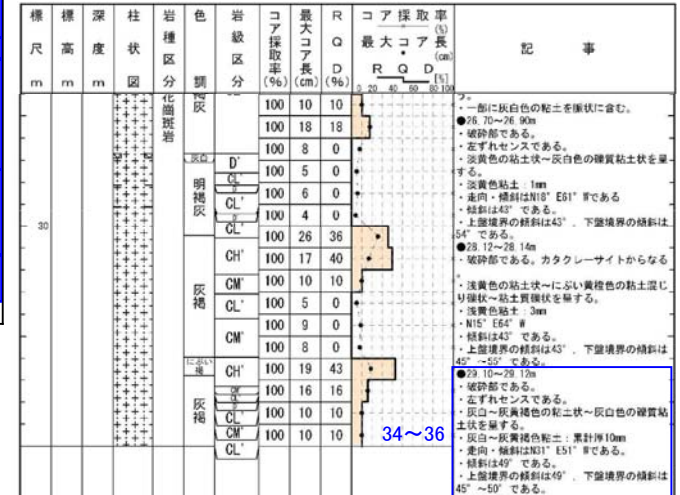 標尺 m
標高 m
深度 m
柱状図
岩種区分
色調
岩級区分
コア採取率(%)
最大コア長(cm)
RQD(%)
コア採取率(%)
最大コア長(cm)
RQD[%]
0 20 40 60 80 100
記事
花崗斑岩
褐灰
100 10 10
100 18 18
100 8 0
灰白
D'
100 5 0
CL'
明褐灰
100 6 0
CL'
100 4 0
30
CL'
100 26 36
CH'
100 17 40
灰褐
CM'
100 10 10
CL'
100 5 0
100 9 0
CM'
100 8 0
にぶい褐
CH'
100 19 43
100 16 16
灰褐
CL'
100 10 10
CM'
100 10 10
CL'
34～36
・一部に灰白色の粘土を脈状に含む。
●26.70～26.90m
・破砕部である。
・左ずれセンスである。
・淡黄色の粘土状～灰白色の礫質粘土状を呈
する。
・淡黄色粘土：1mm
・走向・傾斜はN18°E61°Wである
・傾斜は43°である。
・上盤境界の傾斜は43°、下盤境界の傾斜は
54°である。
●28.12～28.14m
・破砕部である。カタクレーサイトからなる
。
・浅黄色の粘土状～にぶい黄橙色の粘土混じ
り礫状～粘土質礫状を呈する。
・浅黄色粘土：3mm
・N15°E64°W
・傾斜は43°である。
・上盤境界の傾斜は43°、下盤境界の傾斜は
45°～55°である。
●29.10～29.12m
・破砕部である。
・左ずれセンスである。
・灰白～灰黄褐色の粘土状～灰白色の礫質粘
土状を呈する。
・灰白～灰黄褐色粘土：累計厚10mm
・走向・傾斜はN31°E51°Wである。
・傾斜は49°である。
・上盤境界の傾斜は49°、下盤境界の傾斜は
45°～50°である。